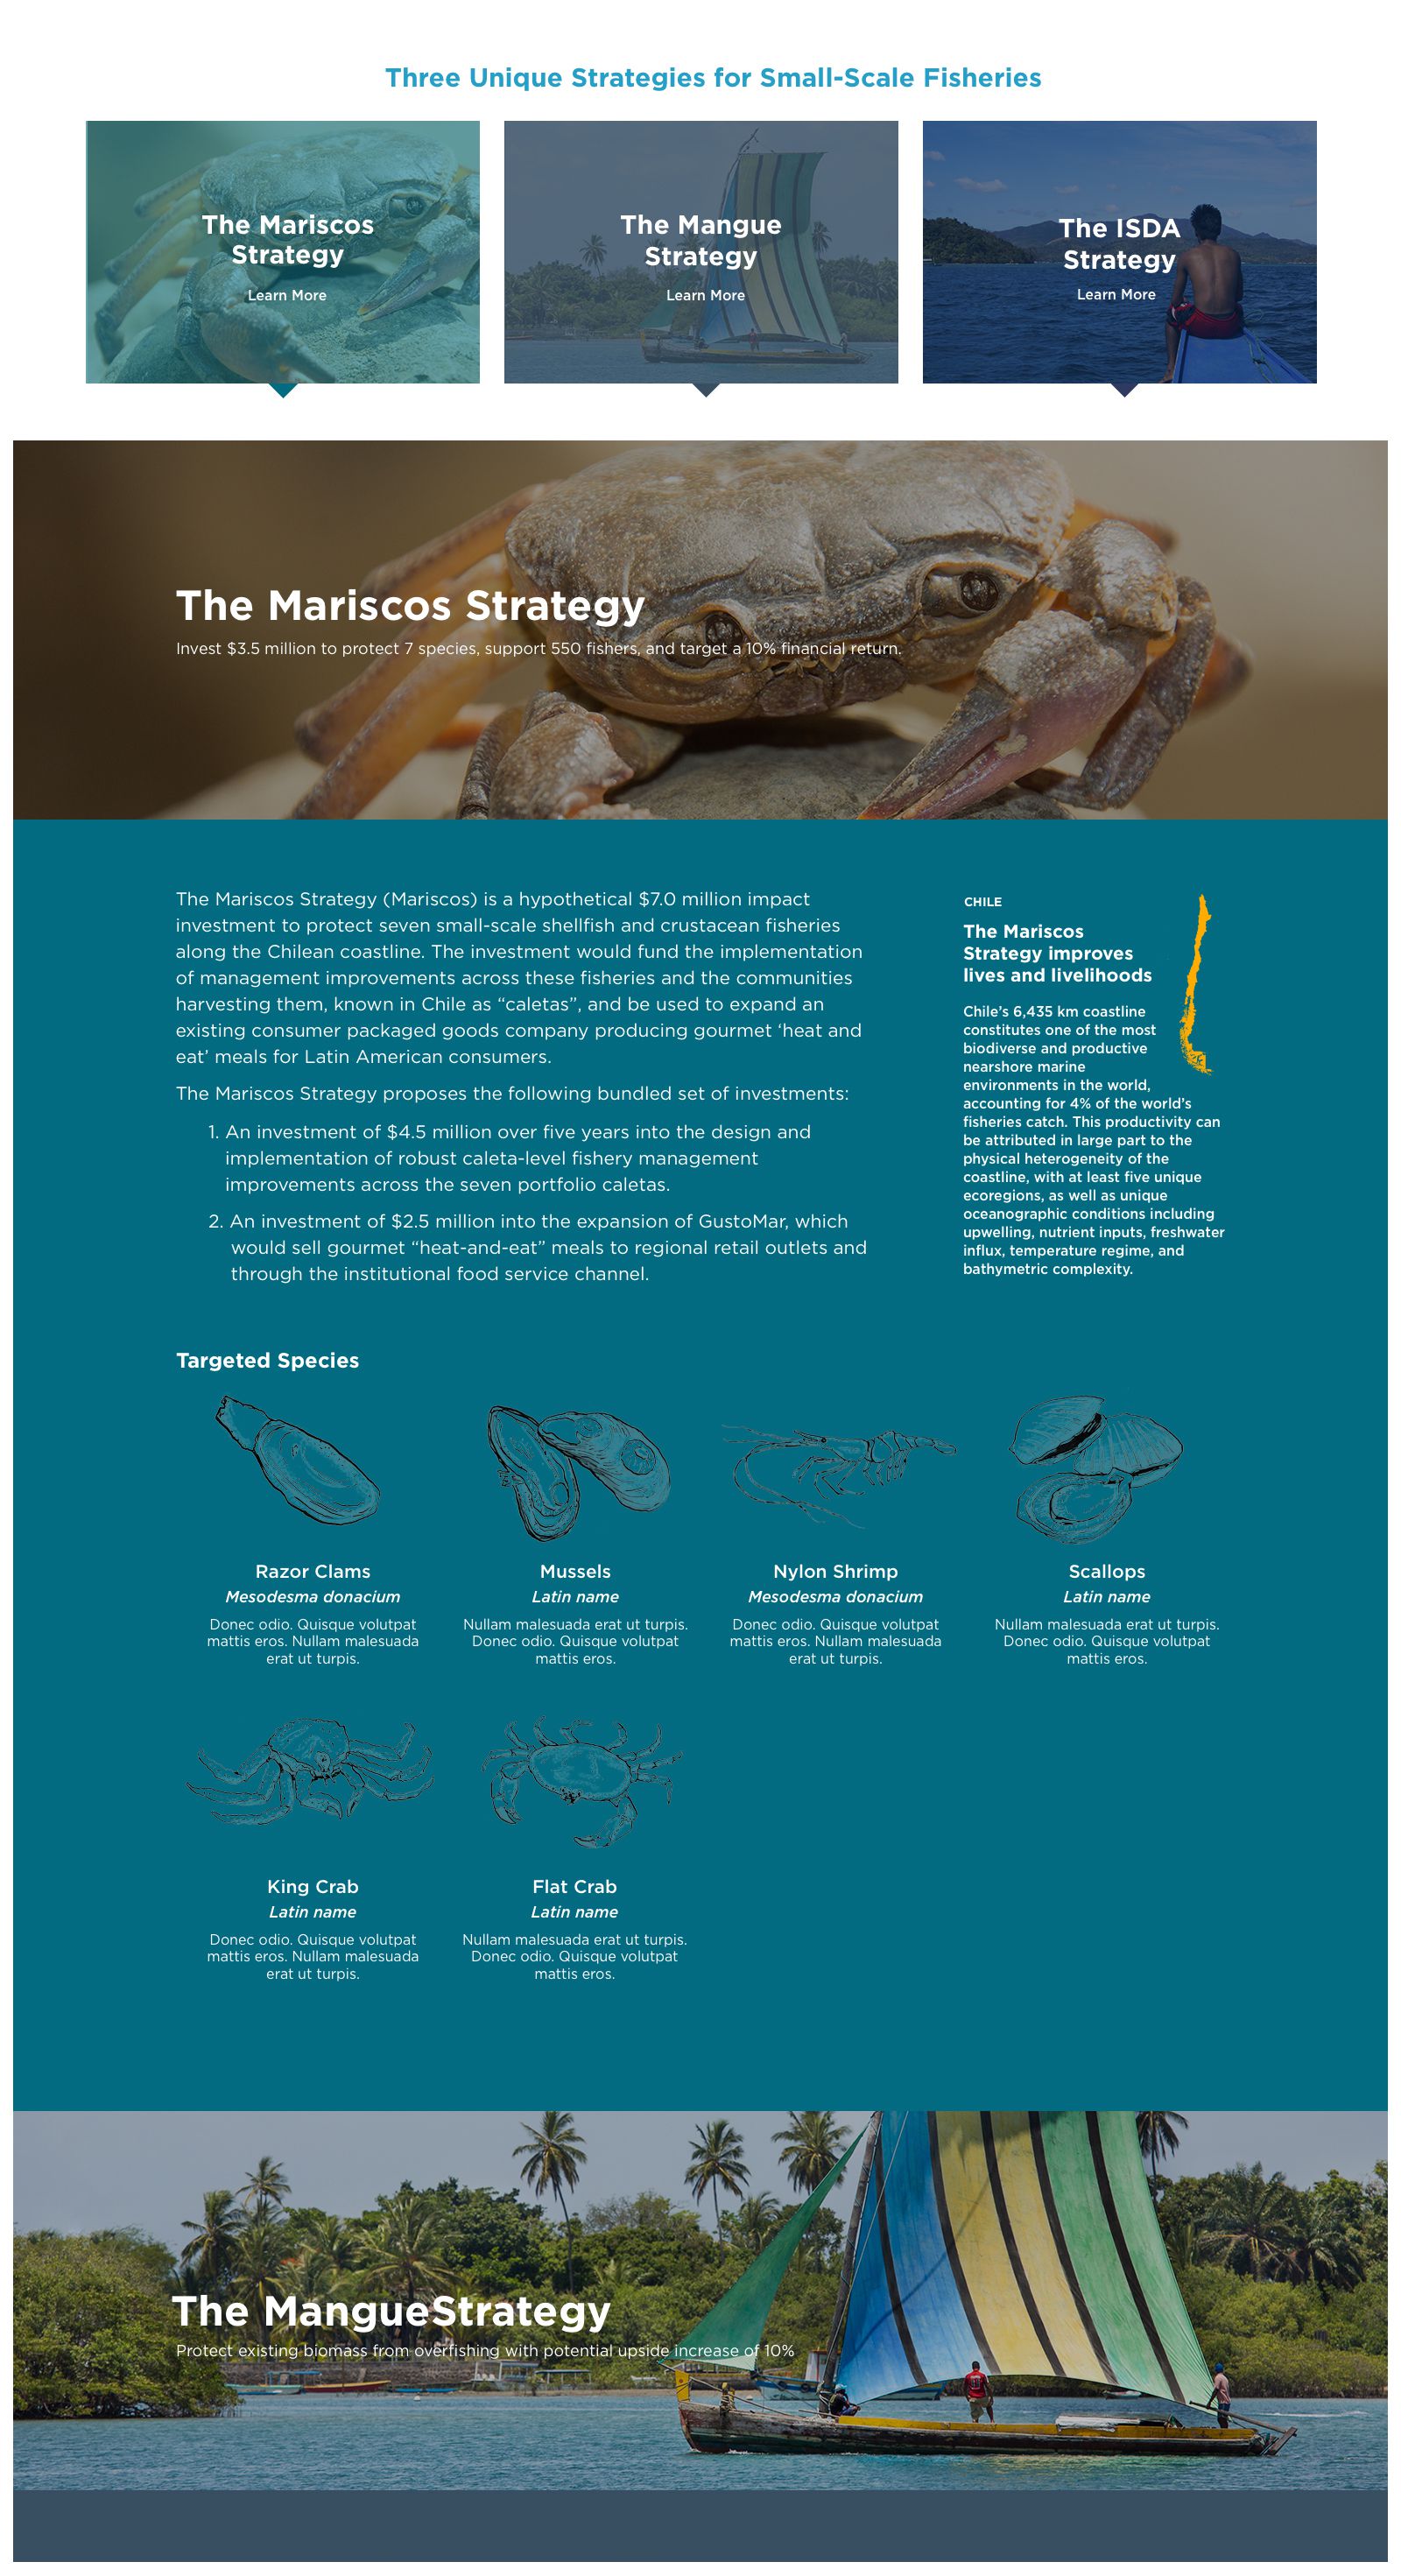 Three Unique Strategies for Small-Scale Fisheries
The Mariscos
Strategy
Learn More
The Mangue
Strategy
Learn More
The ISDA
Strategy
Learn More
The Mariscos Strategy
Invest $3.5 million to protect 7 species, support 550 fishers, and target a 10% financial return.
The Mariscos Strategy (Mariscos) is a hypothetical $7.0 million impact
investment to protect seven small-scale shellfish and crustacean fisheries
along the Chilean coastline. The investment would fund the implementation
of management improvements across these fisheries and the communities
harvesting them, known in Chile as “caletas”, and be used to expand an
existing consumer packaged goods company producing gourmet ‘heat and
eat’ meals for Latin American consumers.
The Mariscos Strategy proposes the following bundled set of investments:
1. An investment of $4.5 million over five years into the design and
implementation of robust caleta-level fishery management
improvements across the seven portfolio caletas.
2. An investment of $2.5 million into the expansion of GustoMar, which
would sell gourmet “heat-and-eat” meals to regional retail outlets and
through the institutional food service channel.
CHILE
The Mariscos
Strategy improves
lives and livelihoods
Chile’s 6,435 km coastline
constitutes one of the most
biodiverse and productive
nearshore marine
environments in the world,
accounting for 4% of the world’s
fisheries catch. This productivity can
be attributed in large part to the
physical heterogeneity of the
coastline, with at least five unique
ecoregions, as well as unique
oceanographic conditions including
upwelling, nutrient inputs, freshwater
influx, temperature regime, and
bathymetric complexity.
Targeted Species
Razor Clams
Mesodesma donacium
Donec odio. Quisque volutpat
mattis eros. Nullam malesuada
erat ut turpis.
Mussels
Latin name
Nullam malesuada erat ut turpis.
Donec odio. Quisque volutpat
mattis eros.
Nylon Shrimp
Mesodesma donacium
Donec odio. Quisque volutpat
mattis eros. Nullam malesuada
erat ut turpis.
Scallops
Latin name
Nullam malesuada erat ut turpis.
Donec odio. Quisque volutpat
mattis eros.
King Crab
Latin name
Donec odio. Quisque volutpat
mattis eros. Nullam malesuada
erat ut turpis.
Flat Crab
Latin name
Nullam malesuada erat ut turpis.
Donec odio. Quisque volutpat
mattis eros.
The MangueStrategy
Protect existing biomass from overfishing with potential upside increase of 10%